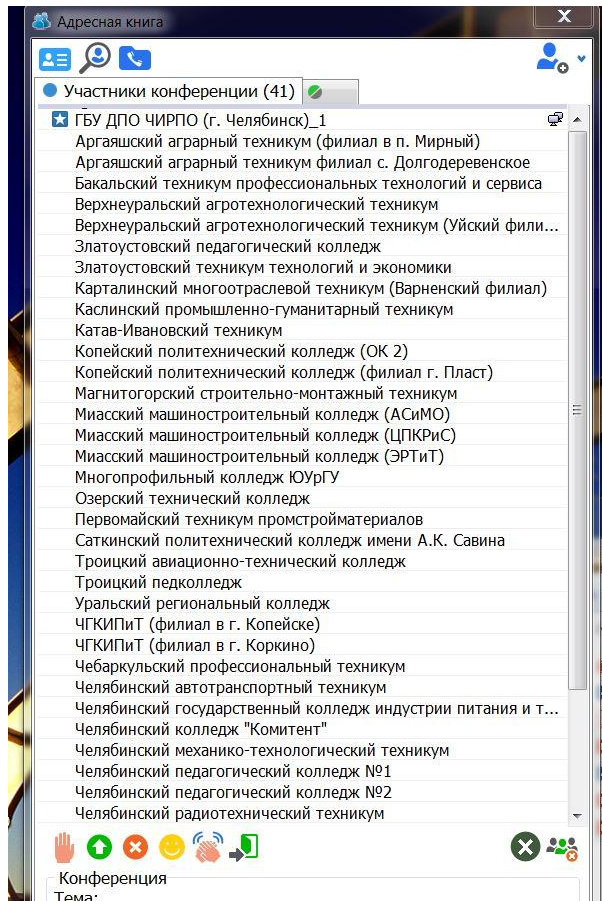 Адресная книга
Участники конференции (41)
ГБУ ДПО ЧИРПО (г. Челябинск)_1
Аргаяшский аграрный техникум (филиал в п. Мирный)
Аргаяшский аграрный техникум филиал с. Долгодеревенское
Бакальский техникум профессиональных технологий и сервиса
Верхнеуральский агротехнологический техникум
Верхнеуральский агротехнологический техникум (Уйский фили...
Златоустовский педагогический колледж
Златоустовский техникум технологий и экономики
Карталинский многоотраслевой техникум (Варненский филиал)
Каслинский промышленно-гуманитарный техникум
Катав-Ивановский техникум
Копейский политехнический колледж (ОК 2)
Копейский политехнический колледж (филиал г. Пласт)
Магнитогорский строительно-монтажный техникум
Миасский машиностроительный колледж (АСиМО)
Миасский машиностроительный колледж (ЦПКРиС)
Миасский машиностроительный колледж (ЭРТиТ)
Многопрофильный колледж ЮУрГУ
Озерский технический колледж
Первомайский техникум промстройматериалов
Саткинский политехнический колледж имени А.К. Савина
Троицкий авиационно-технический колледж
Троицкий педколледж
Уральский региональный колледж
ЧГКИПиТ (филиал в г. Копейске)
ЧГКИПиТ (филиал в г. Коркино)
Чебаркульский профессиональный техникум
Челябинский автотранспортный техникум
Челябинский государственный колледж индустрии питания и т...
Челябинский колледж "Комитент"
Челябинский механико-технологический техникум
Челябинский педагогический колледж №1
Челябинский педагогический колледж №2
Челябинский радиотехнический техникум
Конференция
Тема: